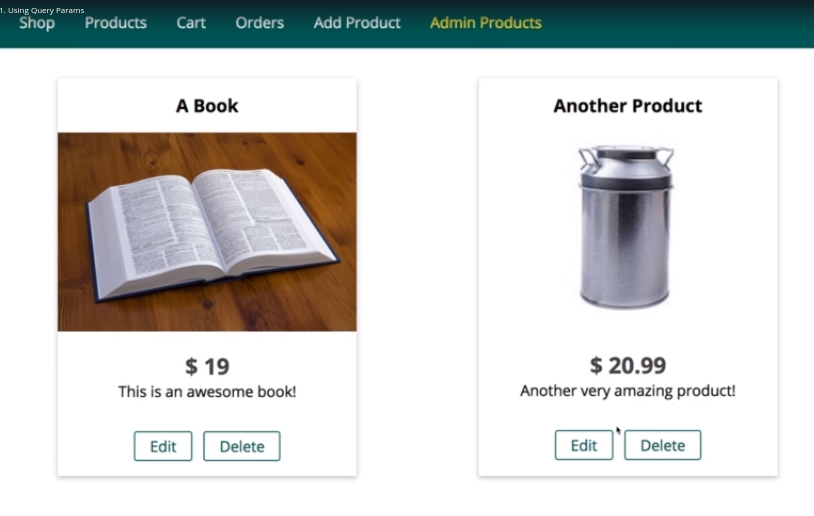 1. Using Query Params
Shop Products Cart Orders Add Product Admin Products
A Book
$ 19
This is an awesome book!
Edit Delete
Another Product
$ 20.99
Another very amazing product!
Edit Delete